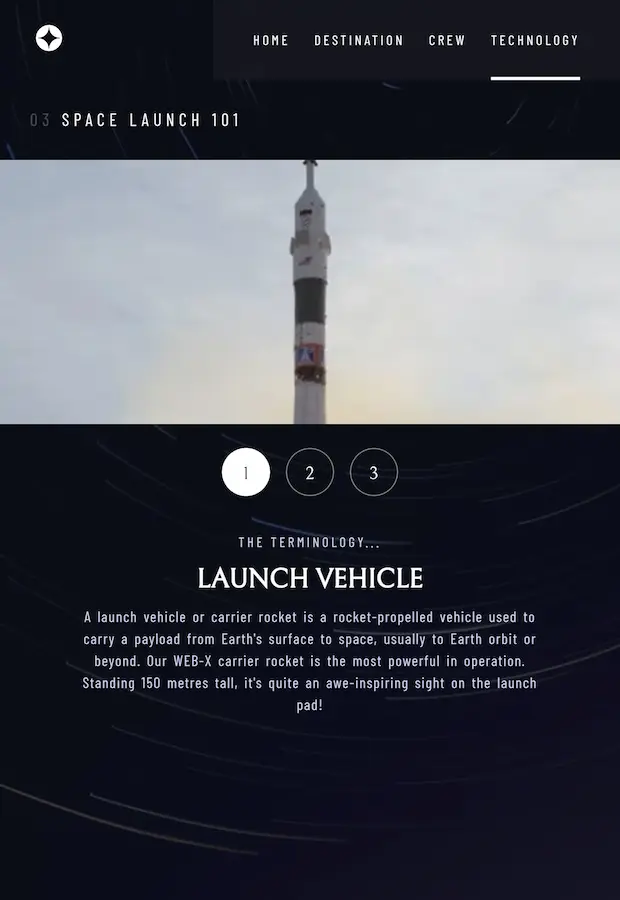 HOME DESTINATION CREW TECHNOLOGY
03 SPACE LAUNCH 101
1 2 3
THE TERMINOLOGY...
LAUNCH VEHICLE
A launch vehicle or carrier rocket is a rocket-propelled vehicle used to
carry a payload from Earth's surface to space, usually to Earth orbit or
beyond. Our WEB-X carrier rocket is the most powerful in operation.
Standing 150 metres tall, it's quite an awe-inspiring sight on the launch
pad!